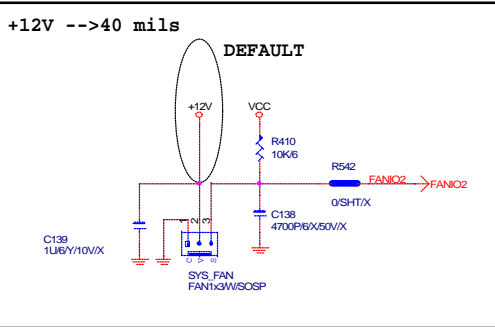 +12V -->40 mils
DEFAULT
+12V
VCC
R410
10K/6
R542
FANIO2
FANIO2
0/SHT/X
C138
4700P/6/X/50V/X
1
2
3
C139
1U/6/Y/10V/X
C
V
S
SYS_FAN
FAN1x3/W/SOSP